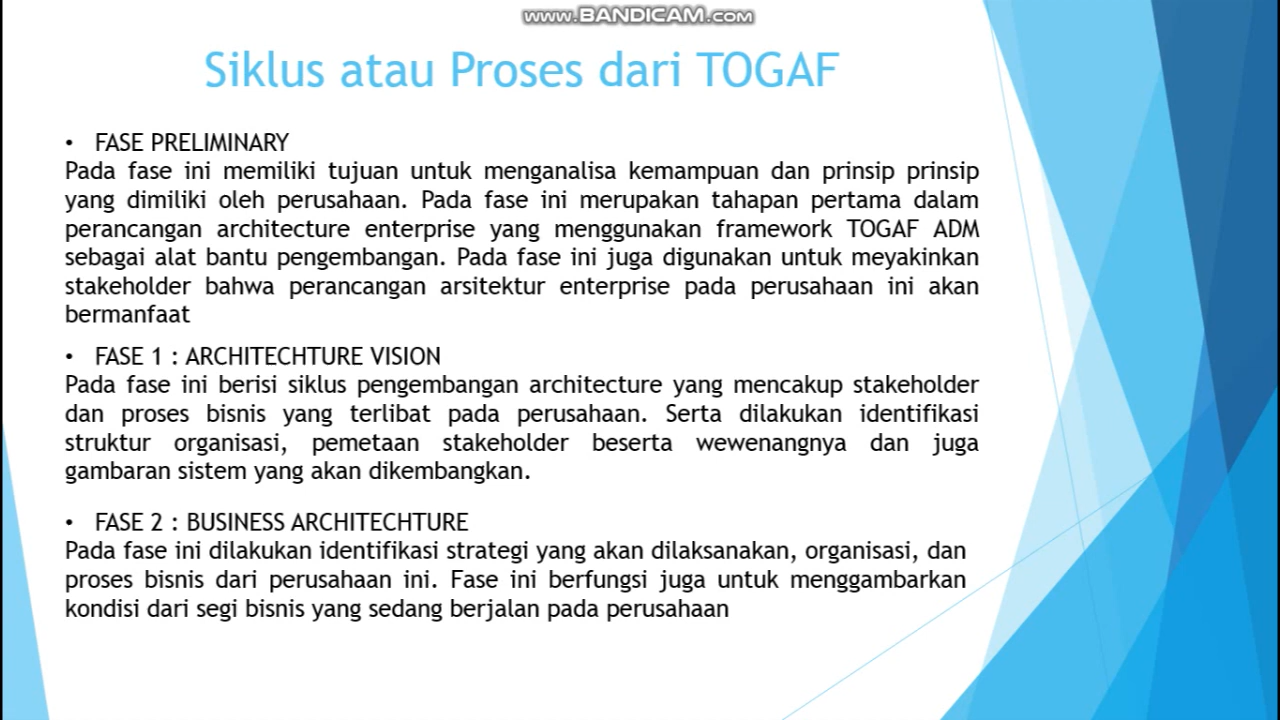 www.BANDICAM.com
Siklus atau Proses dari TOGAF
• FASE PRELIMINARY
Pada fase ini memiliki tujuan untuk menganalisa kemampuan dan prinsip prinsip
yang dimiliki oleh perusahaan. Pada fase ini merupakan tahapan pertama dalam
perancangan architecture enterprise yang menggunakan framework TOGAF ADM
sebagai alat bantu pengembangan. Pada fase ini juga digunakan untuk meyakinkan
stakeholder bahwa perancangan arsitektur enterprise pada perusahaan ini akan
bermanfaat
• FASE 1 : ARCHITECHTURE VISION
Pada fase ini berisi siklus pengembangan architecture yang mencakup stakeholder
dan proses bisnis yang terlibat pada perusahaan. Serta dilakukan identifikasi
struktur organisasi, pemetaan stakeholder beserta wewenangnya dan juga
gambaran sistem yang akan dikembangkan.
• FASE 2 : BUSINESS ARCHITECHTURE
Pada fase ini dilakukan identifikasi strategi yang akan dilaksanakan, organisasi, dan
proses bisnis dari perusahaan ini. Fase ini berfungsi juga untuk menggambarkan
kondisi dari segi bisnis yang sedang berjalan pada perusahaan